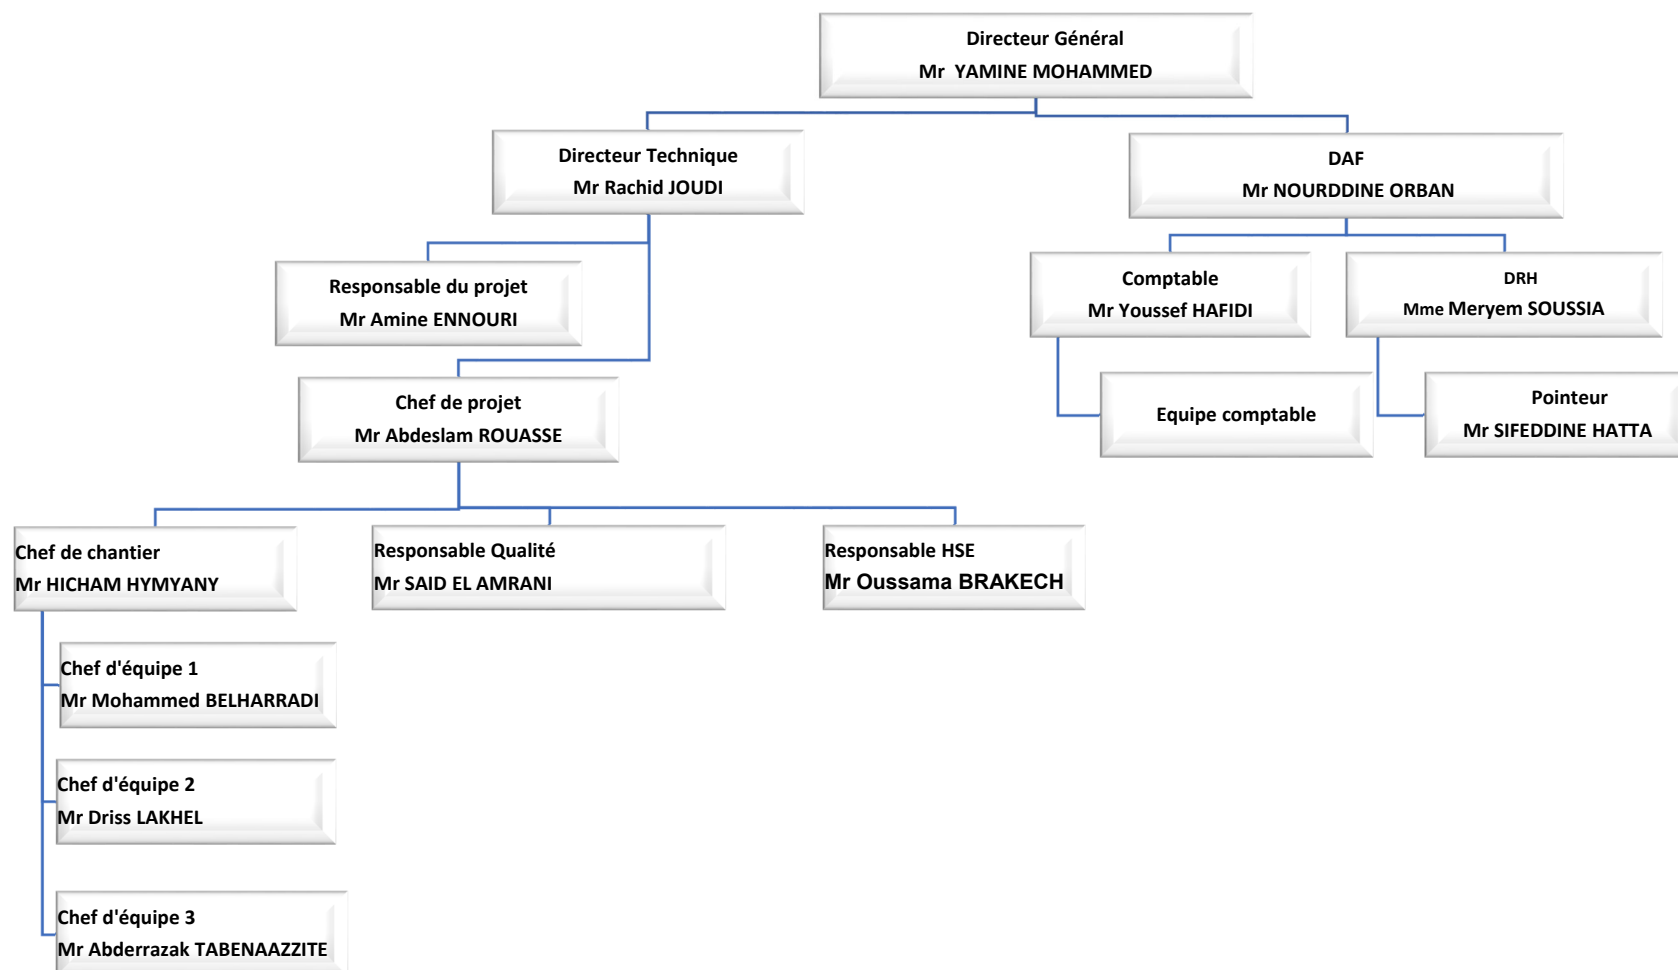 Directeur Général
Mr YAMINE MOHAMMED
Directeur Technique
Mr Rachid JOUDI
DAF
Mr NOURDDINE ORBAN
Responsable du projet
Mr Amine ENNOURI
Comptable
Mr Youssef HAFIDI
DRH
Mme Meryem SOUSSIA
Chef de projet
Mr Abdeslam ROUASSE
Equipe comptable
Pointeur
Mr SIFEDDINE HATTA
Chef de chantier
Mr HICHAM HYMYANY
Responsable Qualité
Mr SAID EL AMRANI
Responsable HSE
Mr Oussama BRAKECH
Chef d'équipe 1
Mr Mohammed BELHARRADI
Chef d'équipe 2
Mr Driss LAKHEL
Chef d'équipe 3
Mr Abderrazak TABENAAZZITE